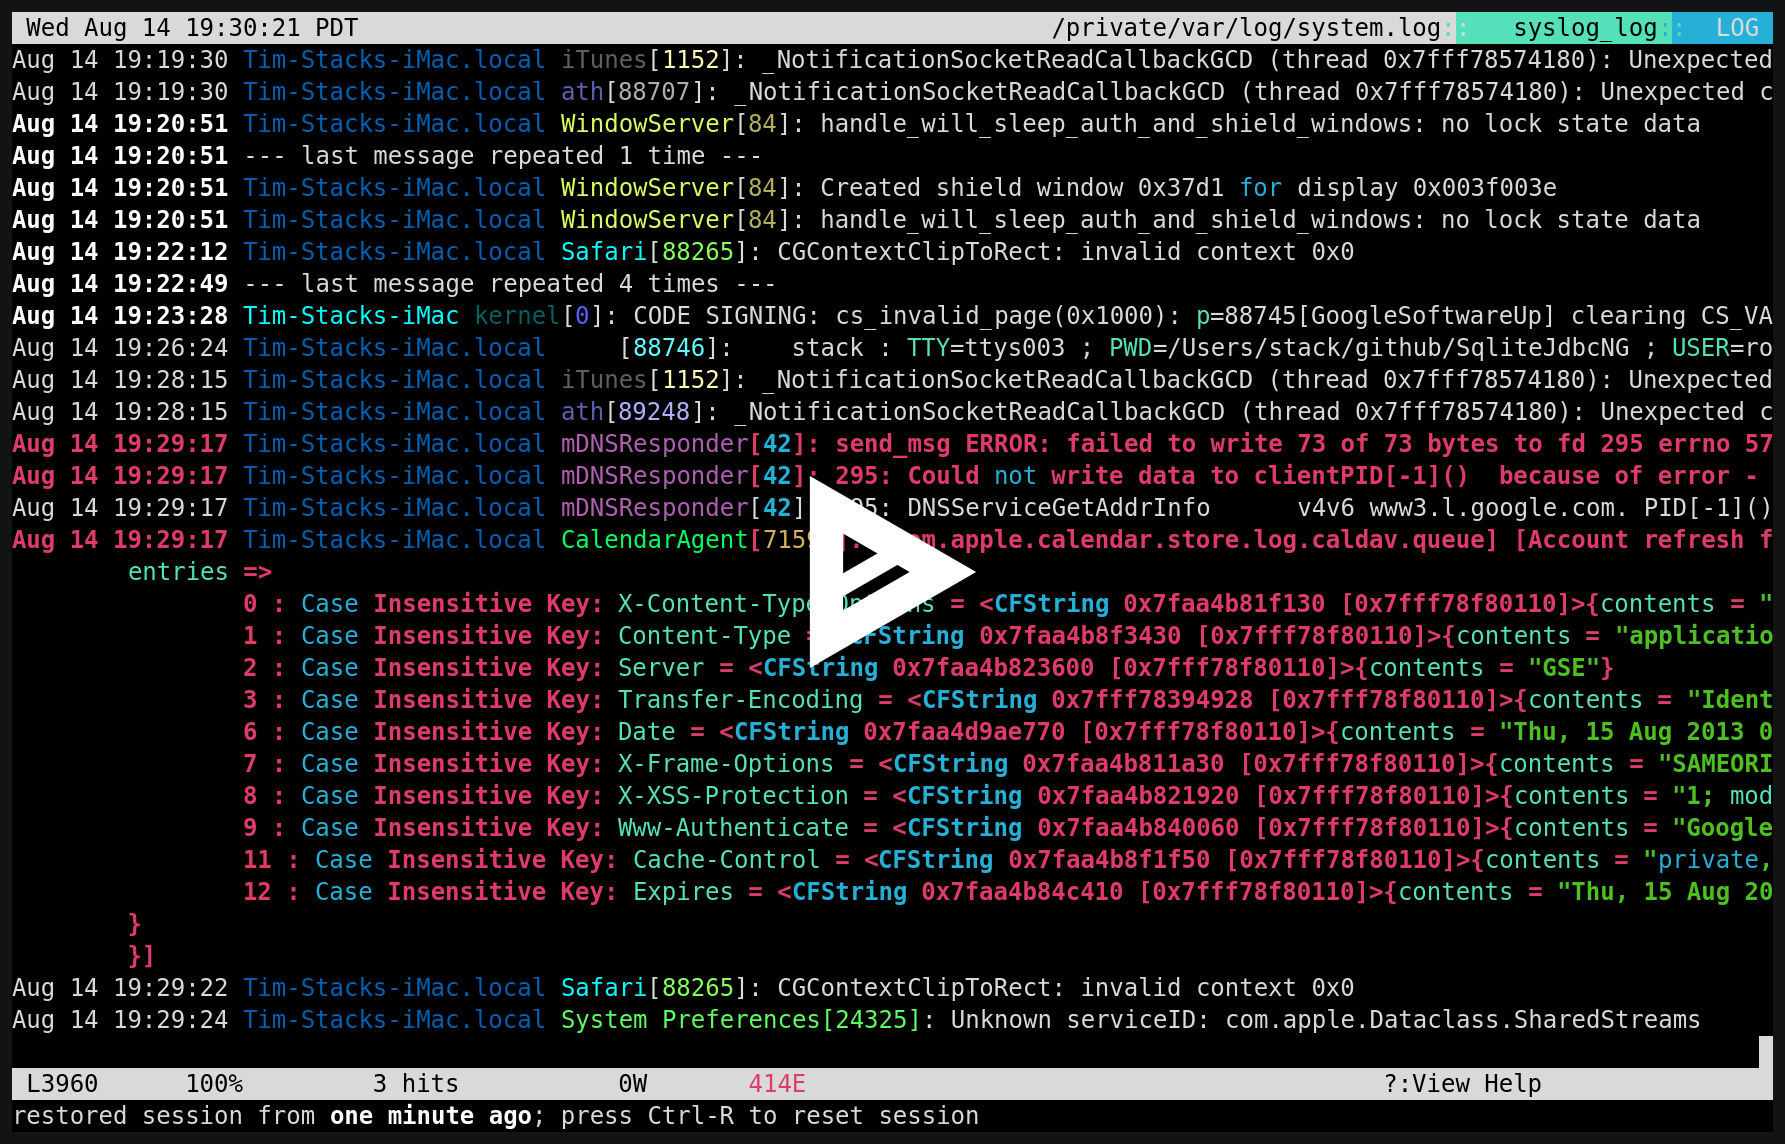 Wed Aug 14 19:30:21 PDT /private/var/log/system.log:: syslog_log:: LOG
Aug 14 19:19:30 Tim-Stacks-iMac.local iTunes[1152]: _NotificationSocketReadCallbackGCD (thread 0x7fff78574180): Unexpected
Aug 14 19:19:30 Tim-Stacks-iMac.local ath[88707]: _NotificationSocketReadCallbackGCD (thread 0x7fff78574180): Unexpected c
Aug 14 19:20:51 Tim-Stacks-iMac.local WindowServer[84]: handle_will_sleep_auth_and_shield_windows: no lock state data
Aug 14 19:20:51 --- last message repeated 1 time ---
Aug 14 19:20:51 Tim-Stacks-iMac.local WindowServer[84]: Created shield window 0x37d1 for display 0x003f003e
Aug 14 19:20:51 Tim-Stacks-iMac.local WindowServer[84]: handle_will_sleep_auth_and_shield_windows: no lock state data
Aug 14 19:22:12 Tim-Stacks-iMac.local Safari[88265]: CGContextClipToRect: invalid context 0x0
Aug 14 19:22:49 --- last message repeated 4 times ---
Aug 14 19:23:28 Tim-Stacks-iMac kernel[0]: CODE SIGNING: cs_invalid_page(0x1000): p=88745[GoogleSoftwareUp] clearing CS_VA
Aug 14 19:26:24 Tim-Stacks-iMac.local [88746]: stack : TTY=ttys003 ; PWD=/Users/stack/github/SqliteJdbcNG ; USER=ro
Aug 14 19:28:15 Tim-Stacks-iMac.local iTunes[1152]: _NotificationSocketReadCallbackGCD (thread 0x7fff78574180): Unexpected
Aug 14 19:28:15 Tim-Stacks-iMac.local ath[89248]: _NotificationSocketReadCallbackGCD (thread 0x7fff78574180): Unexpected c
Aug 14 19:29:17 Tim-Stacks-iMac.local mDNSResponder[42]: send_msg ERROR: failed to write 73 of 73 bytes to fd 295 errno 57
Aug 14 19:29:17 Tim-Stacks-iMac.local mDNSResponder[42]: 295: Could not write data to clientPID[-1]() because of error -
Aug 14 19:29:17 Tim-Stacks-iMac.local mDNSResponder[42] DNSServiceGetAddrInfo v4v6 www3.l.google.com. PID[-1]()
Aug 14 19:29:17 Tim-Stacks-iMac.local CalendarAgent[7159 .apple.calendar.store.log.caldav.queue] [Account refresh f
entries =>
0 : Case Insensitive Key: X-Content-Type-Options = <CFString 0x7faa4b81f130 [0x7fff78f80110]>{contents = "
1 : Case Insensitive Key: Content-Type = <CFString 0x7faa4b8f3430 [0x7fff78f80110]>{contents = "applicatio
2 : Case Insensitive Key: Server = <CFString 0x7faa4b823600 [0x7fff78f80110]>{contents = "GSE"}
3 : Case Insensitive Key: Transfer-Encoding = <CFString 0x7fff78394928 [0x7fff78f80110]>{contents = "Ident
6 : Case Insensitive Key: Date = <CFString 0x7faa4d9ae770 [0x7fff78f80110]>{contents = "Thu, 15 Aug 2013 0
7 : Case Insensitive Key: X-Frame-Options = <CFString 0x7faa4b811a30 [0x7fff78f80110]>{contents = "SAMEORI
8 : Case Insensitive Key: X-XSS-Protection = <CFString 0x7faa4b821920 [0x7fff78f80110]>{contents = "1; mod
9 : Case Insensitive Key: Www-Authenticate = <CFString 0x7faa4b840060 [0x7fff78f80110]>{contents = "Google
11 : Case Insensitive Key: Cache-Control = <CFString 0x7faa4b8f1f50 [0x7fff78f80110]>{contents = "private,
12 : Case Insensitive Key: Expires = <CFString 0x7faa4b84c410 [0x7fff78f80110]>{contents = "Thu, 15 Aug 20
}
}]
Aug 14 19:29:22 Tim-Stacks-iMac.local Safari[88265]: CGContextClipToRect: invalid context 0x0
Aug 14 19:29:24 Tim-Stacks-iMac.local System Preferences[24325]: Unknown serviceID: com.apple.Dataclass.SharedStreams
L3960 100% 3 hits 0W 414E ?:View Help
restored session from one minute ago; press Ctrl-R to reset session